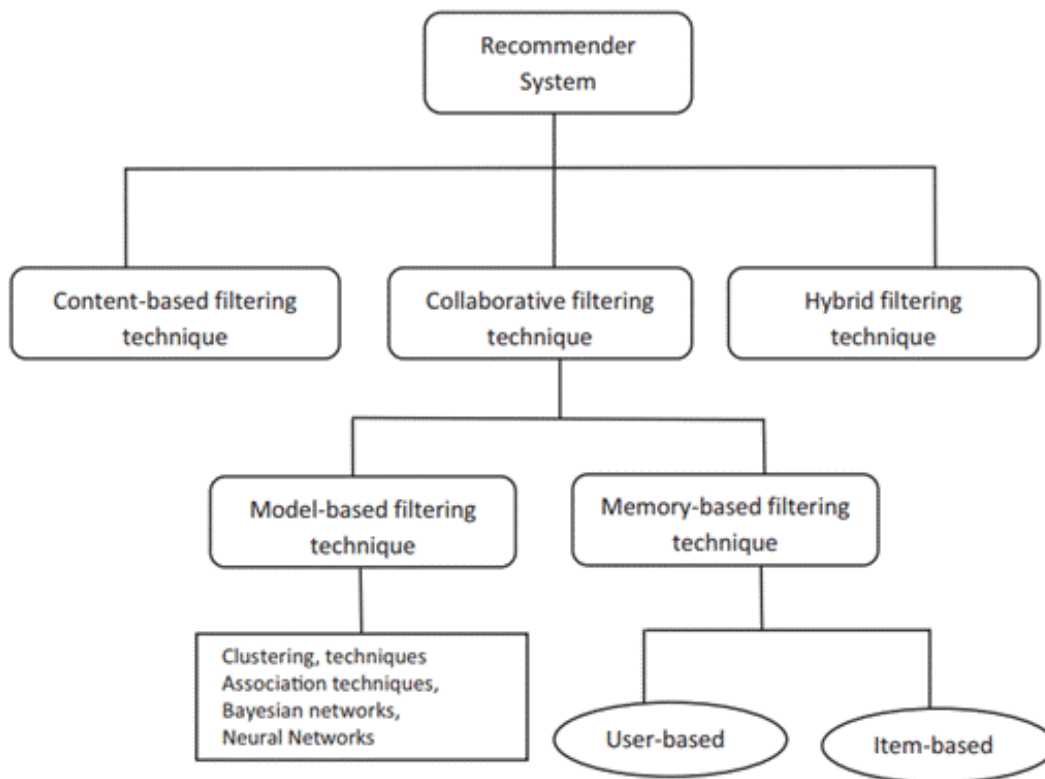 Recommender
System
Content-based filtering
technique
Collaborative filtering
technique
Hybrid filtering
technique
Model-based filtering
technique
Memory-based filtering
technique
Clustering, techniques
Association techniques,
Bayesian networks,
Neural Networks
User-based
Item-based